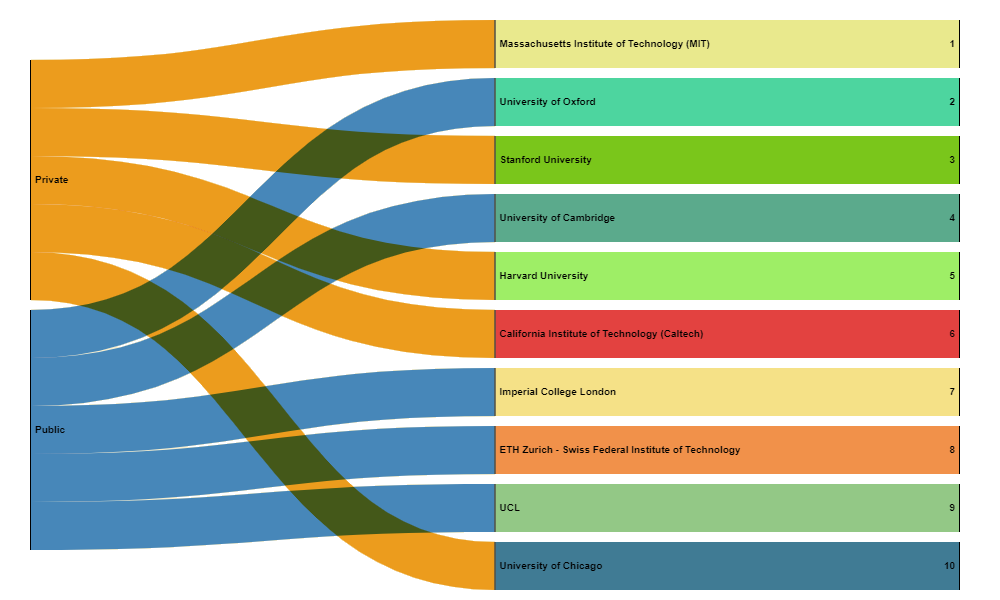 Massachusetts Institute of Technology (MIT) 1
University of Oxford 2
Stanford University 3
Private
University of Cambridge 4
Harvard University 5
California Institute of Technology (Caltech) 6
Imperial College London 7
Public
ETH Zurich - Swiss Federal Institute of Technology 8
UCL 9
University of Chicago 10